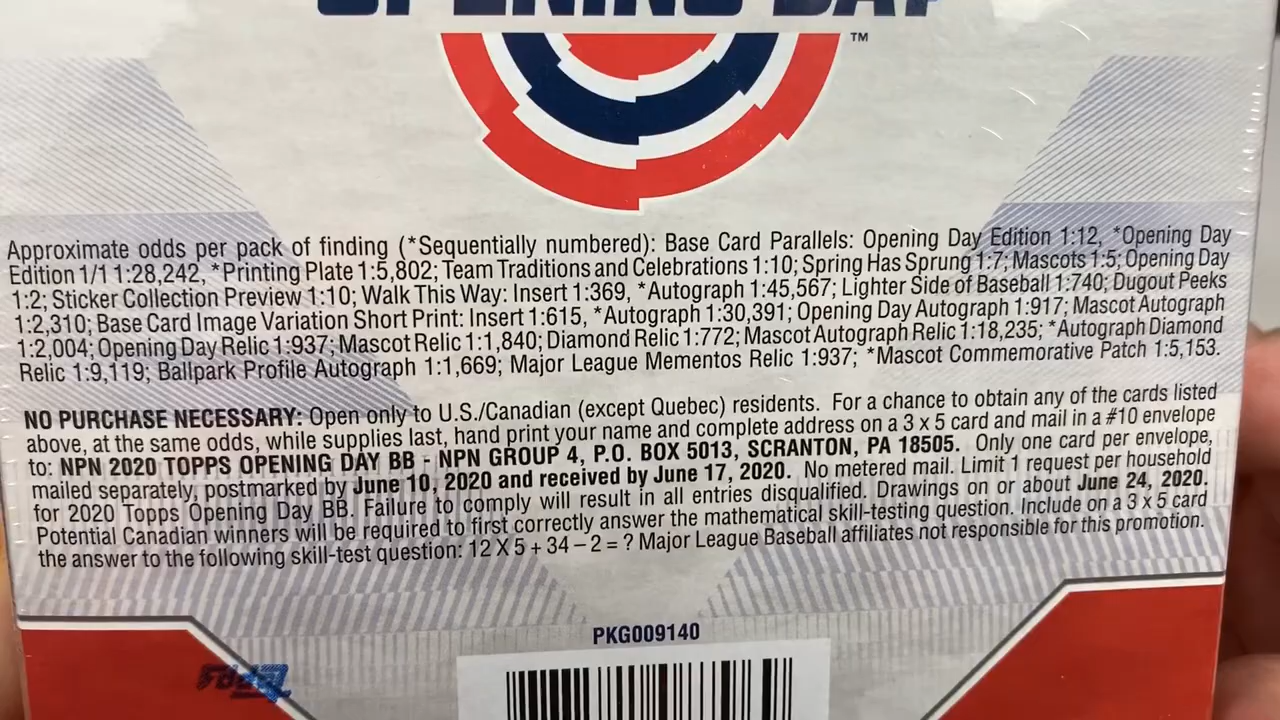 OPENING DAY
TM
Approximate odds per pack of finding (*Sequentially numbered): Base Card Parallels: Opening Day Edition 1:12, *Opening Day
Edition 1/1 1:28,242, *Printing Plate 1:5,802; Team Traditions and Celebrations 1:10; Spring Has Sprung 1:7; Mascots 1:5; Opening Day
1:2; Sticker Collection Preview 1:10; Walk This Way: Insert 1:369, *Autograph 1:45,567; Lighter Side of Baseball 1:740; Dugout Peeks
1:2,310; Base Card Image Variation Short Print: Insert 1:615, *Autograph 1:30,391; Opening Day Autograph 1:917; Mascot Autograph
1:2,004; Opening Day Relic 1:937; Mascot Relic 1:1,840; Diamond Relic 1:772; Mascot Autograph Relic 1:18,235; *Autograph Diamond
Relic 1:9,119; Ballpark Profile Autograph 1:1,669; Major League Mementos Relic 1:937; *Mascot Commemorative Patch 1:5,153.
NO PURCHASE NECESSARY: Open only to U.S./Canadian (except Quebec) residents. For a chance to obtain any of the cards listed
above, at the same odds, while supplies last, hand print your name and complete address on a 3 x 5 card and mail in a #10 envelope
to: NPN 2020 TOPPS OPENING DAY BB - NPN GROUP 4, P.O. BOX 5013, SCRANTON, PA 18505. Only one card per envelope,
mailed separately, postmarked by June 10, 2020 and received by June 17, 2020. No metered mail. Limit 1 request per household
for 2020 Topps Opening Day BB. Failure to comply will result in all entries disqualified. Drawings on or about June 24, 2020.
Potential Canadian winners will be required to first correctly answer the mathematical skill-testing question. Include on a 3 x 5 card
the answer to the following skill-test question: 12 X 5 + 34 – 2 = ? Major League Baseball affiliates not responsible for this promotion.
PKG009140